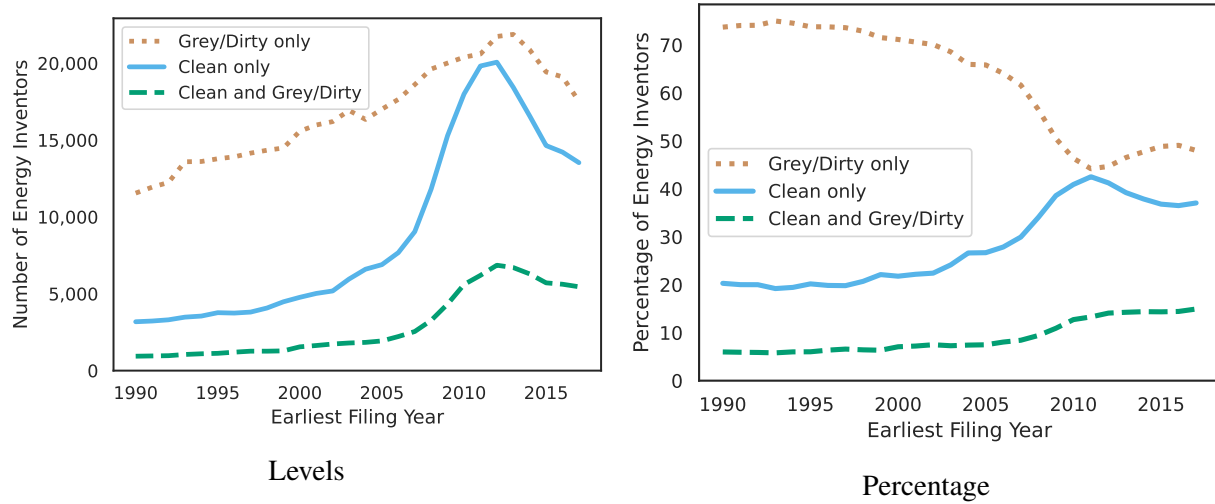 Grey/Dirty only
Clean only
Clean and Grey/Dirty
Number of Energy Inventors
20,000
15,000
10,000
5,000
0
1990 1995 2000 2005 2010 2015
Earliest Filing Year
Levels
Grey/Dirty only
Clean only
Clean and Grey/Dirty
Percentage of Energy Inventors
70
60
50
40
30
20
10
0
1990 1995 2000 2005 2010 2015
Earliest Filing Year
Percentage